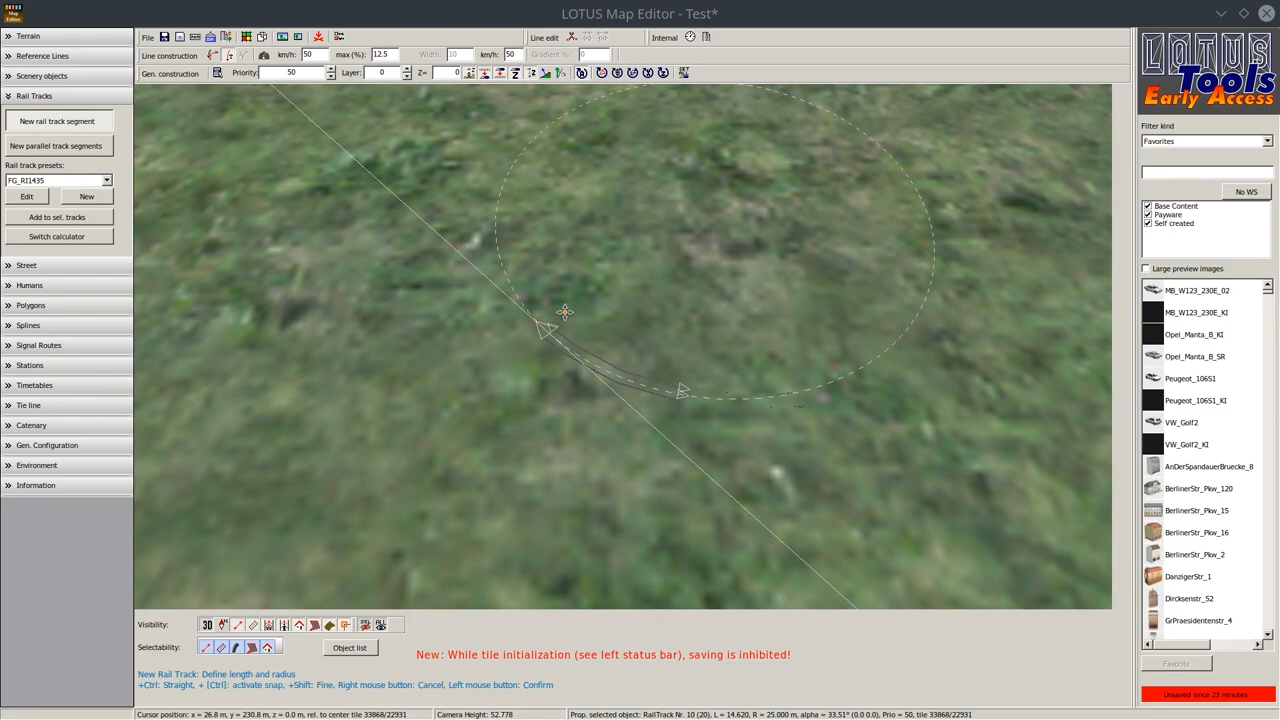 LOTUS Map Editor - Test*
Map
Editor
Terrain
Reference Lines
Scenery objects
Rail Tracks
New rail track segment
New parallel track segments
Rail track presets:
FG_RI1435
Edit
New
Add to sel. tracks
Switch calculator
Street
Humans
Polygons
Splines
Signal Routes
Stations
Timetables
Tie line
Catenary
Gen. Configuration
Environment
Information
File
Line edit
Internal
Line construction
km/h:
50
max (%):
12.5
Width:
10
km/h:
50
Gradient %:
0
Gen. construction
Priority:
50
Layer:
0
Z=
0
LOTUS
Tools
Early Access
Filter kind
Favorites
No WS
Base Content
Payware
Self created
Large preview images
MB_W123_230E_02
MB_W123_230E_KI
Opel_Manta_B_KI
Opel_Manta_B_SR
Peugeot_106S1
Peugeot_106S1_KI
VW_Golf2
VW_Golf2_KI
AnDerSpandauerBruecke_8
BerlinerStr_Pkw_120
BerlinerStr_Pkw_15
BerlinerStr_Pkw_16
BerlinerStr_Pkw_2
DanzigerStr_1
Dircksenstr_52
GrPraesidentenstr_4
Favorite
Unsaved since 29 minutes
Visibility:
3D
Selectability:
Object list
New: While tile initialization (see left status bar), saving is inhibited!
New Rail Track: Define length and radius
+Ctrl: Straight, + [Ctrl]: activate snap, +Shift: Fine, Right mouse button: Cancel, Left mouse button: Confirm
Cursor position: x = 26.8 m, y = 230.8 m, z = 0.0 m, rel. to center tile 33868/22931
Camera Height: 52.778
Prop. selected object: RailTrack Nr. 10 (20), L = 14.620, R = 25.000 m, alpha = 33.51° (0.0 0.0), Prio = 50, tile 33868/22931